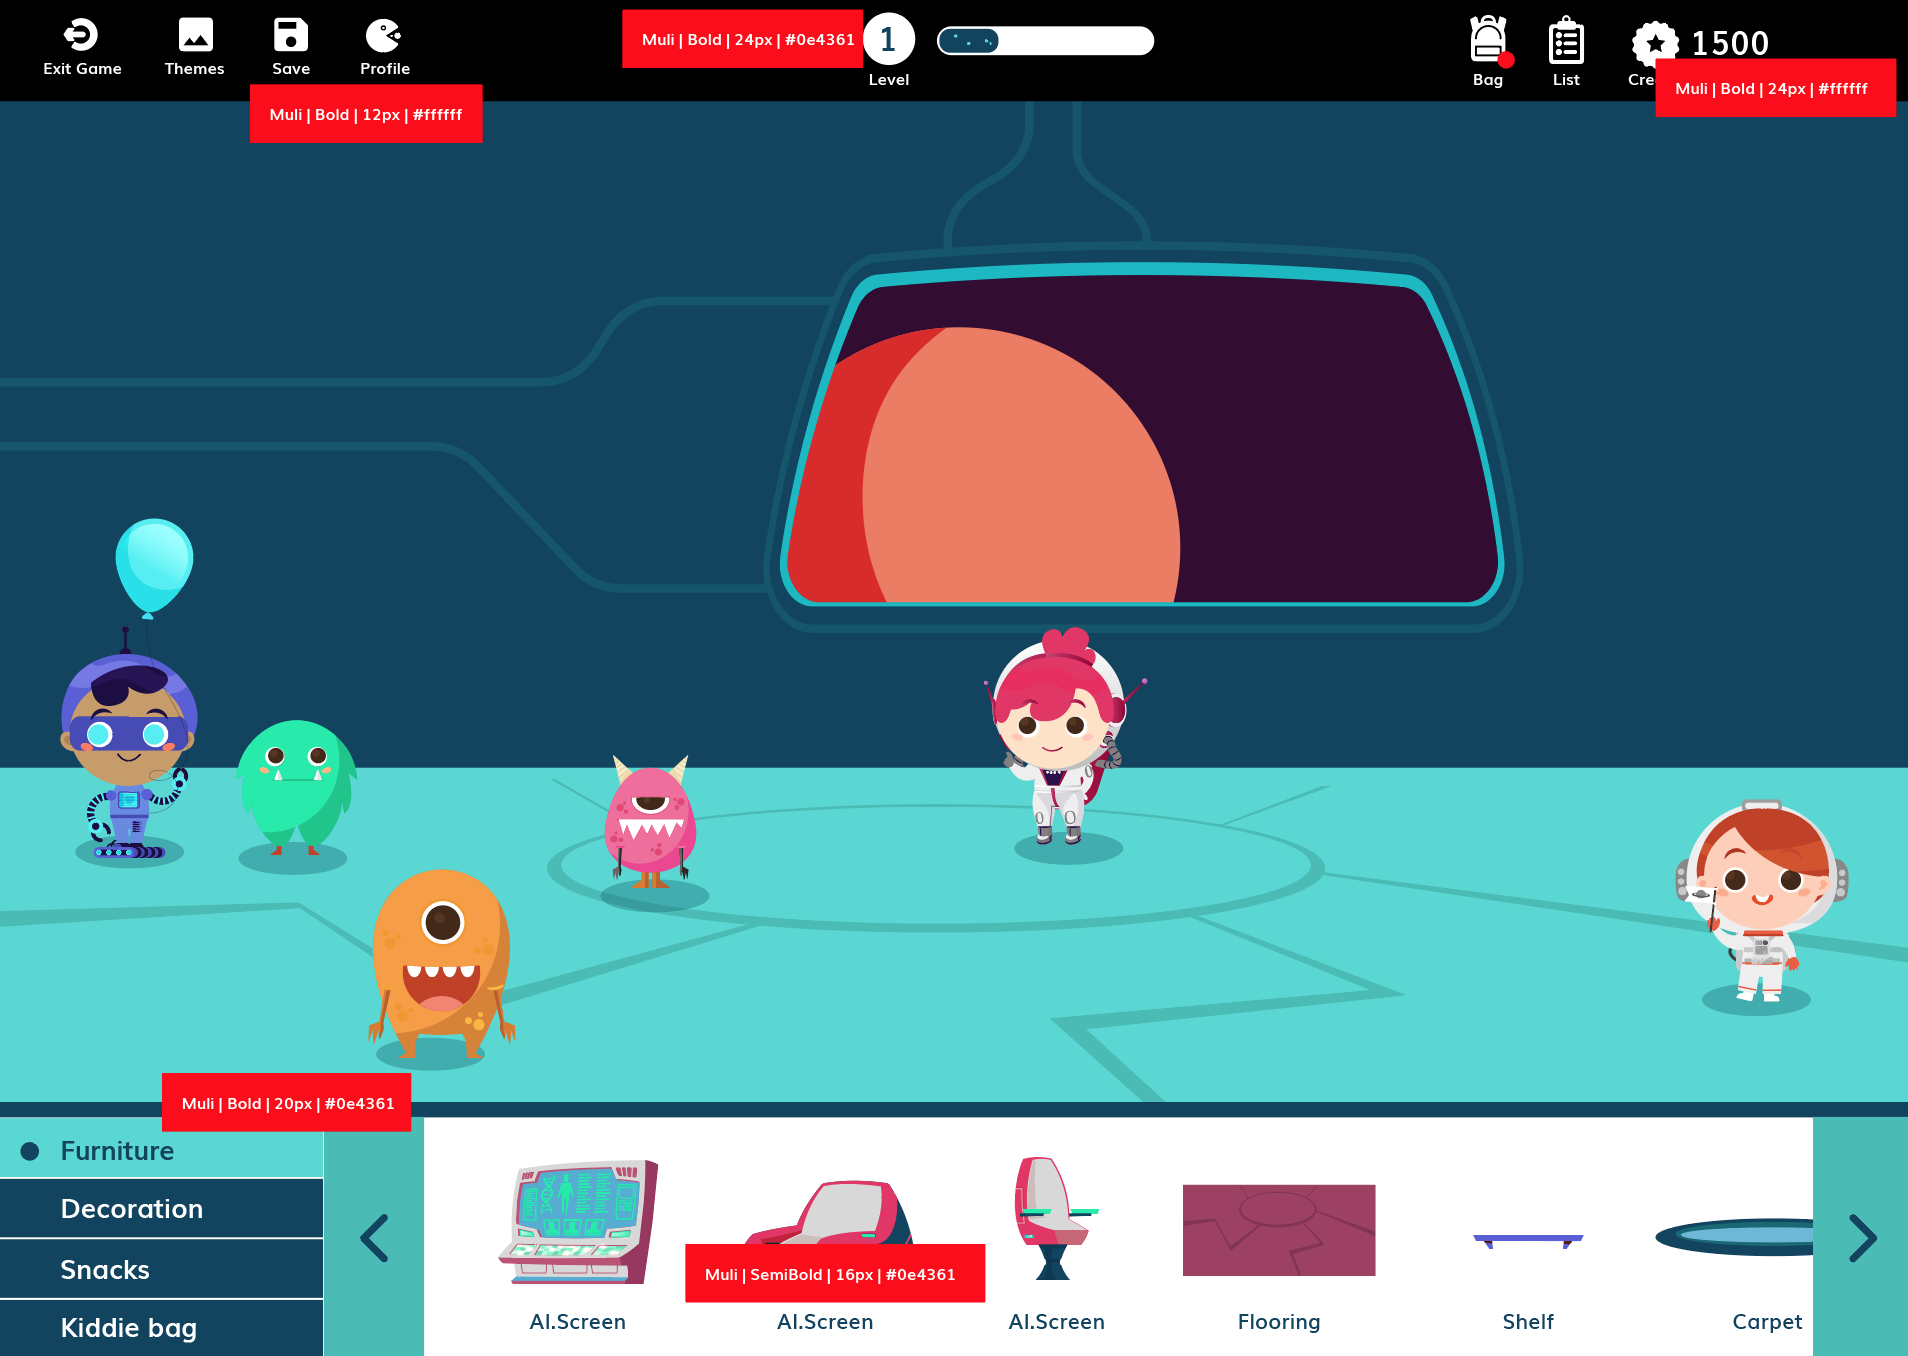 Exit Game
Themes
Save
Profile
Muli | Bold | 24px | #0e4361
1
Level
Bag
List
1500
Muli | Bold | 12px | #ffffff
Muli | Bold | 24px | #ffffff
Muli | Bold | 20px | #0e4361
Furniture
Decoration
Snacks
Kiddie bag
Muli | SemiBold | 16px | #0e4361
AI.Screen
AI.Screen
AI.Screen
Flooring
Shelf
Carpet